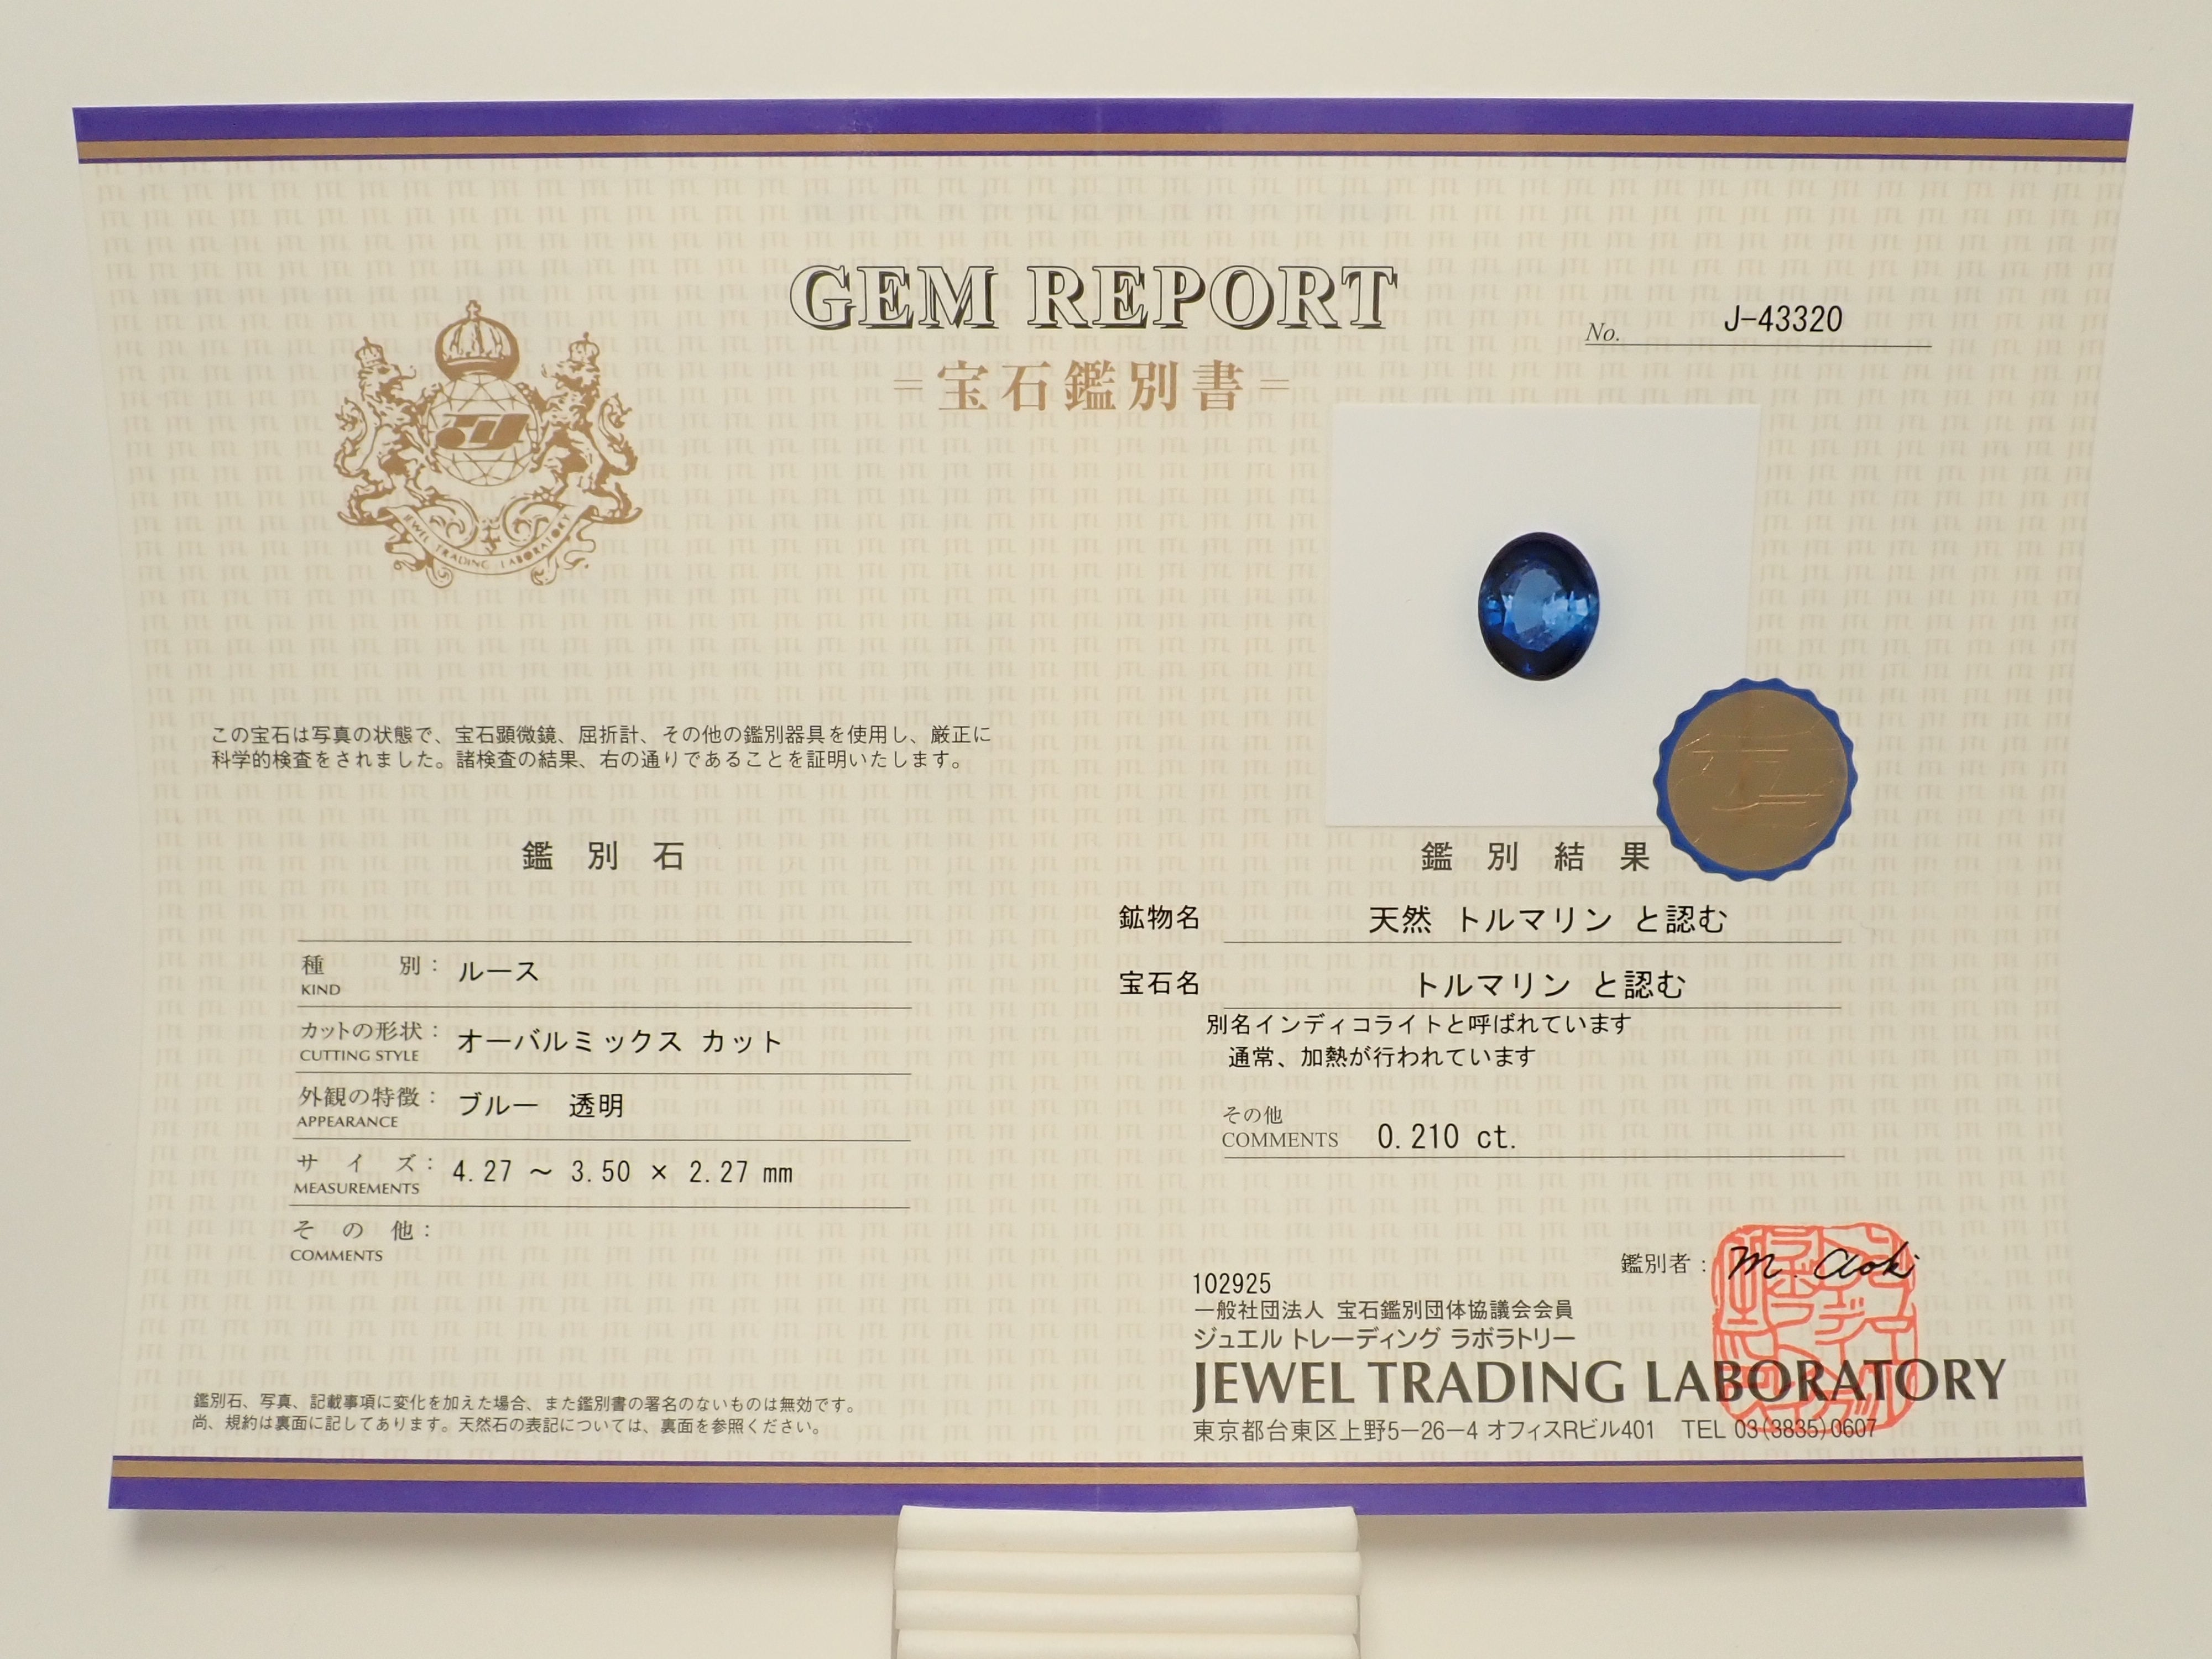 GEM REPORT
=宝石鑑別書=
No. J-43320
JEWEL TRADING LABORATORY
この宝石は写真の状態で、宝石顕微鏡、屈折計、その他の鑑別器具を使用し、厳正に
科学的検査をされました。諸検査の結果、右の通りであることを証明いたします。
鑑別石
種別: ルース
KIND
カットの形状: オーバルミックス カット
CUTTING STYLE
外観の特徴: ブルー 透明
APPEARANCE
サイズ: 4.27 ～ 3.50 × 2.27 mm
MEASUREMENTS
その他:
COMMENTS
鑑別石、写真、記載事項に変化を加えた場合、また鑑別書の署名のないものは無効です。
尚、規約は裏面に記してあります。天然石の表記については、裏面を参照ください。
鑑別結果
鉱物名 天然 トルマリン と認む
宝石名 トルマリン と認む
別名インディコライトと呼ばれています
通常、加熱が行われています
その他
COMMENTS 0.210 ct.
鑑別者: M. Aoki
102925
一般社団法人 宝石鑑別団体協議会会員
ジュエル トレーディング ラボラトリー
JEWEL TRADING LABORATORY
東京都台東区上野5－26－4 オフィスRビル401 TEL 03(3835)0607